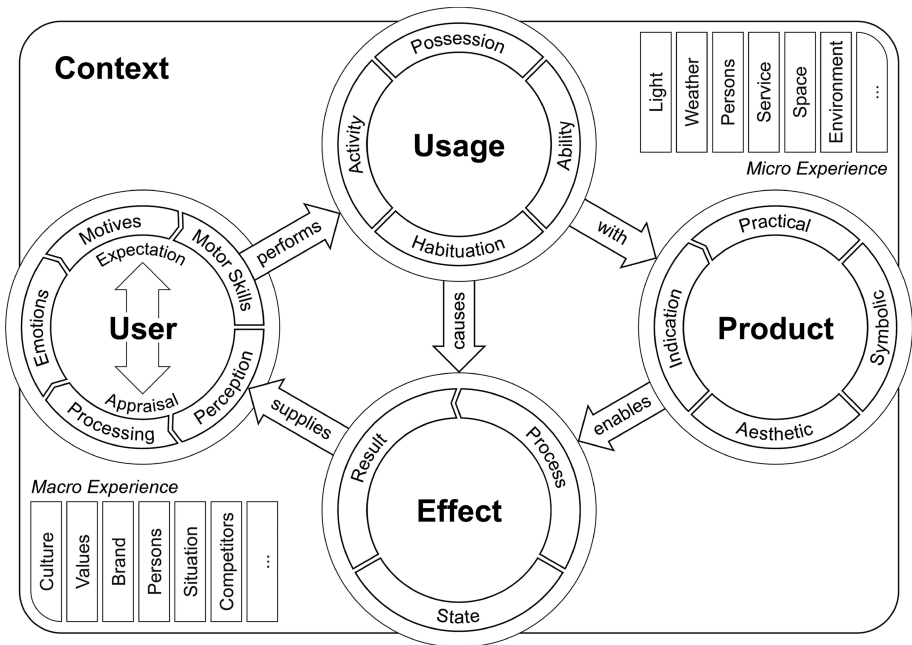 Context
Possession
Activity
Ability
Usage
Habituation
Light
Weather
Persons
Service
Space
Environment
...
Micro Experience
Motives
Motor Skills
Expectation
Emotions
User
Appraisal
Processing
Perception
performs
with
causes
supplies
enables
Practical
Indication
Symbolic
Product
Aesthetic
Result
Process
Effect
State
Macro Experience
Culture
Values
Brand
Persons
Situation
Competitors
...